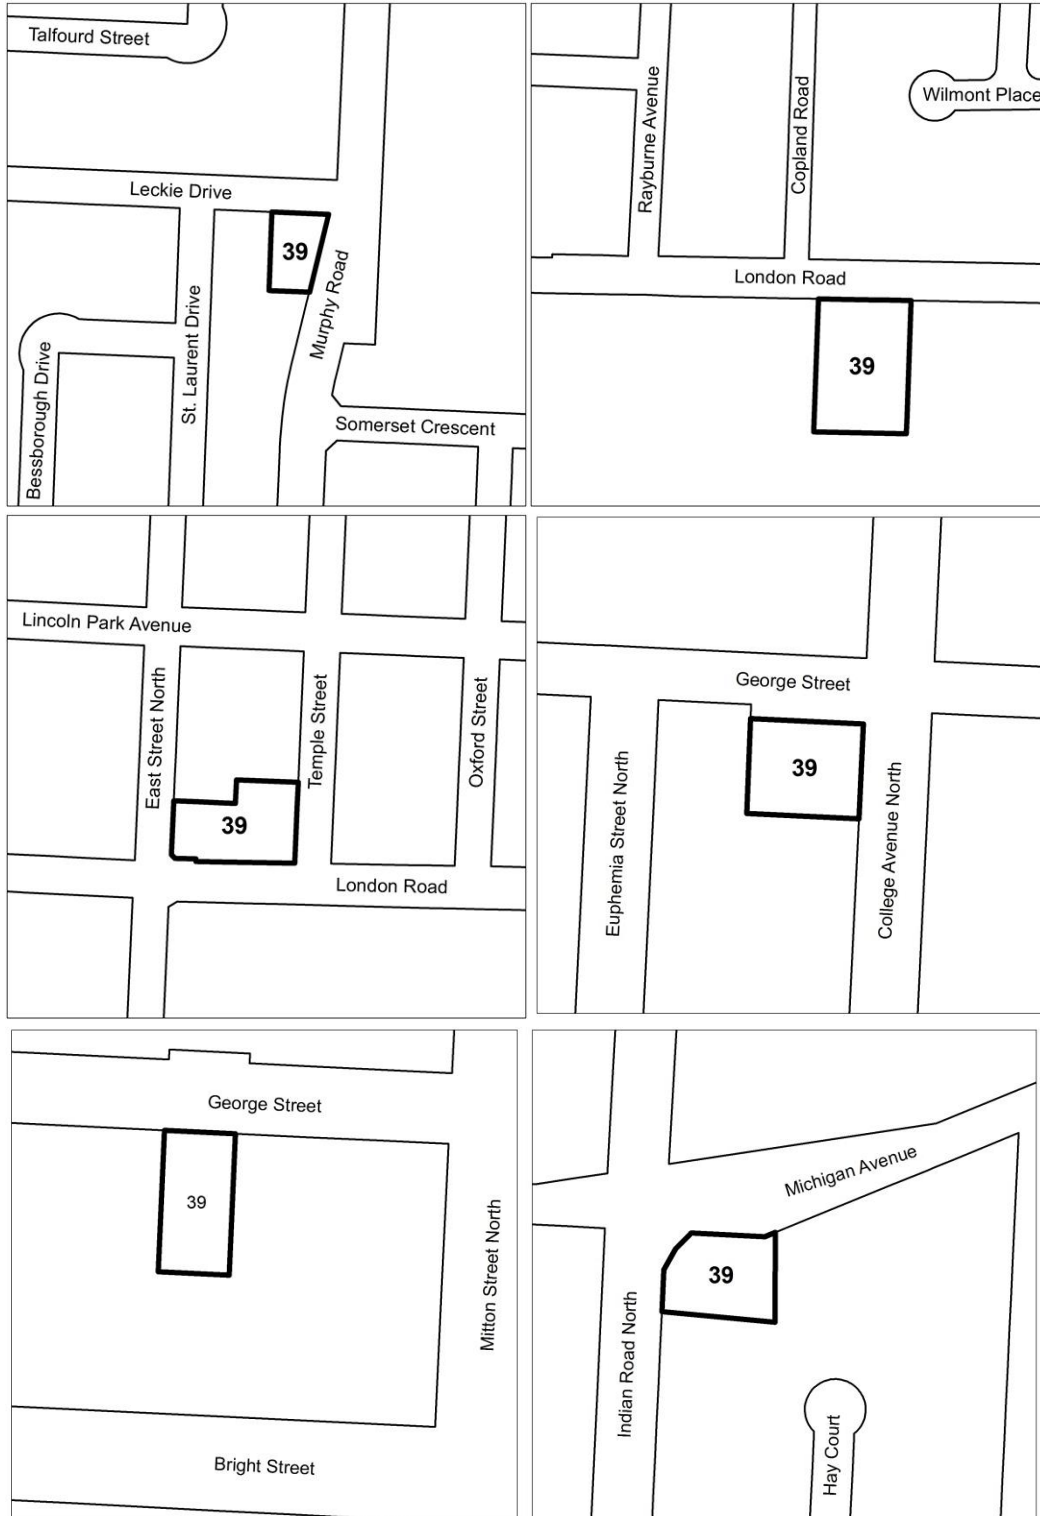 Talfourd Street
Leckie Drive
39
Murphy Road
St. Laurent Drive
Bessborough Drive
Somerset Crescent
Rayburne Avenue
Copland Road
Wilmont Place
London Road
39
Lincoln Park Avenue
East Street North
Temple Street
Oxford Street
39
London Road
George Street
39
Euphemia Street North
College Avenue North
George Street
39
Mitton Street North
Bright Street
Michigan Avenue
39
Indian Road North
Hay Court